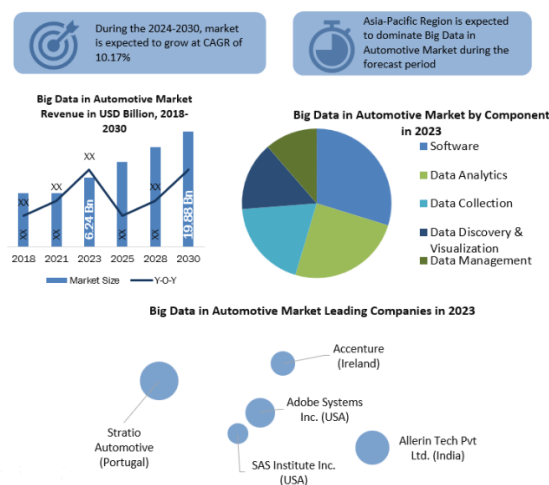 During the 2024-2030, market
is expected to grow at CAGR of
10.17%
Asia-Pacific Region is expected
to dominate Big Data in
Automotive Market during the
forecast period
Big Data in Automotive Market
Revenue in USD Billion, 2018-
2030
XX
XX
XX
XX
XX
XX
XX
XX
6.24 Bn
19.88 Bn
2018
2021
2023
2025
2028
2030
Market Size
Y-O-Y
Big Data in Automotive Market by Component
in 2023
Software
Data Analytics
Data Collection
Data Discovery &
Visualization
Data Management
Big Data in Automotive Market Leading Companies in 2023
Accenture
(Ireland)
Adobe Systems
Inc. (USA)
Stratio
Automotive
(Portugal)
Allerin Tech Pvt
Ltd. (India)
SAS Institute Inc.
(USA)